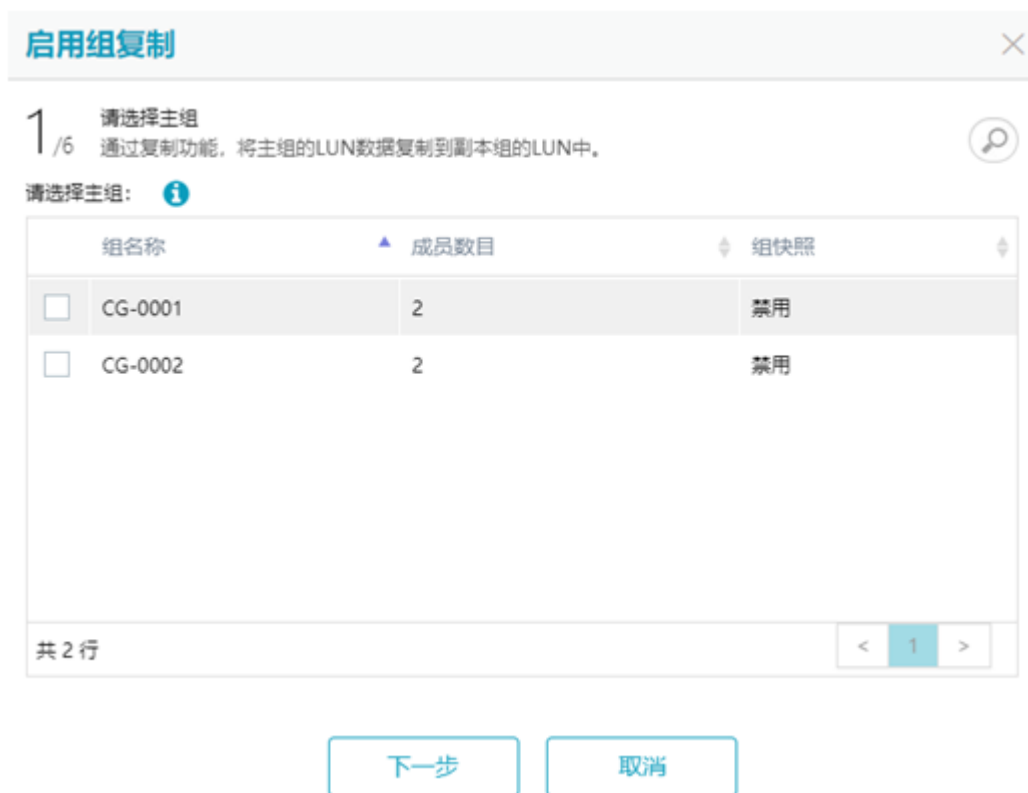 启用组复制
1/6 请选择主组
通过复制功能，将主组的LUN数据复制到副本组的LUN中。
请选择主组：
组名称 成员数目 组快照
CG-0001 2 禁用
CG-0002 2 禁用
共 2 行 < 1 >
下一步 取消